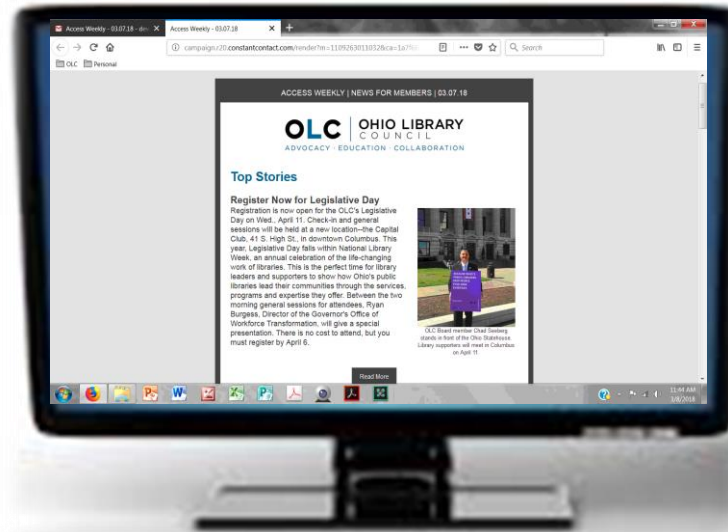 Access Weekly - 03.07.18 - 
Access Weekly - 03.07.18
campaign.r20.constantcontact.com/render?m=1109263011032&ca=1a7
Search
OLC Personal
ACCESS WEEKLY | NEWS FOR MEMBERS | 03.07.18
OLC OHIO LIBRARY
COUNCIL
ADVOCACY · EDUCATION · COLLABORATION
Top Stories
Register Now for Legislative Day
Registration is now open for the OLC's Legislative
Day on Wed., April 11. Check-in and general
sessions will be held at a new location--the Capital
Club, 41 S. High St., in downtown Columbus. This
year, Legislative Day falls within National Library
Week, an annual celebration of the life-changing
work of libraries. This is the perfect time for library
leaders and supporters to show how Ohio's public
libraries lead their communities through the services,
programs and expertise they offer. Between the two
morning general sessions for attendees, Ryan
Burgess, Director of the Governor's Office of
Workforce Transformation, will give a special
presentation. There is no cost to attend, but you
must register by April 6.
OLC Board member Chad Seeberg
stands in front of the Ohio Statehouse.
Library supporters will meet in Columbus
on April 11.
Read More
11:44 AM
3/8/2018